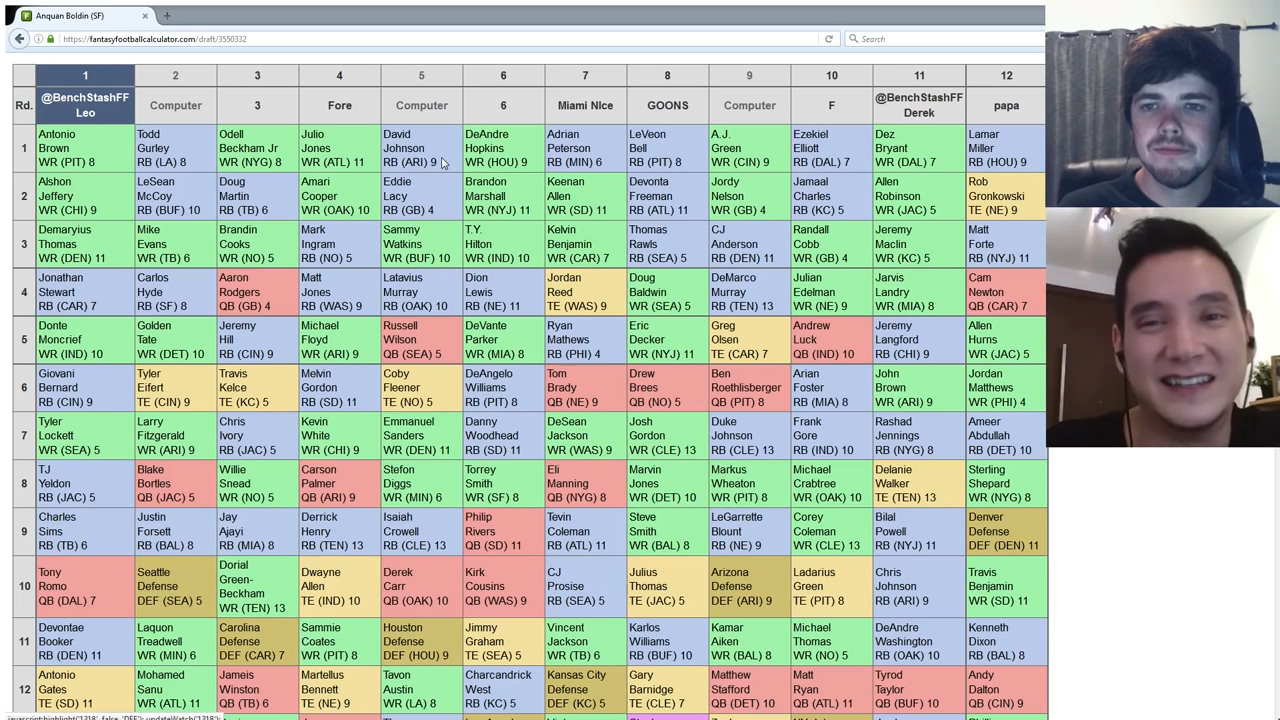 Anquan Boldin (SF)
https://fantasyfootballcalculator.com/draft/3550332
Search
1 2 3 4 5 6 7 8 9 10 11 12
Rd. @BenchStashFF Leo Computer 3 Fore Computer 6 Miami NIce GOONS Computer F @BenchStashFF Derek papa
1
Antonio Todd Odell Julio David DeAndre Adrian LeVeon A.J. Ezekiel Dez Lamar
Brown Gurley Beckham Jr Jones Johnson Hopkins Peterson Bell Green Elliott Bryant Miller
WR (PIT) 8 RB (LA) 8 WR (NYG) 8 WR (ATL) 11 RB (ARI) 9 WR (HOU) 9 RB (MIN) 6 RB (PIT) 8 WR (CIN) 9 RB (DAL) 7 WR (DAL) 7 RB (HOU) 9
2
Alshon LeSean Doug Amari Eddie Brandon Keenan Devonta Jordy Jamaal Allen Rob
Jeffery McCoy Martin Cooper Lacy Marshall Allen Freeman Nelson Charles Robinson Gronkowski
WR (CHI) 9 RB (BUF) 10 RB (TB) 6 WR (OAK) 10 RB (GB) 4 WR (NYJ) 11 WR (SD) 11 RB (ATL) 11 WR (GB) 4 RB (KC) 5 WR (JAC) 5 TE (NE) 9
3
Demaryius Mike Brandin Mark Sammy T.Y. Kelvin Thomas CJ Randall Jeremy Matt
Thomas Evans Cooks Ingram Watkins Hilton Benjamin Rawls Anderson Cobb Maclin Forte
WR (DEN) 11 WR (TB) 6 WR (NO) 5 RB (NO) 5 WR (BUF) 10 WR (IND) 10 WR (CAR) 7 RB (SEA) 5 RB (DEN) 11 WR (GB) 4 WR (KC) 5 RB (NYJ) 11
4
Jonathan Carlos Aaron Matt Latavius Dion Jordan Doug DeMarco Julian Jarvis Cam
Stewart Hyde Rodgers Jones Murray Lewis Reed Baldwin Murray Edelman Landry Newton
RB (CAR) 7 RB (SF) 8 QB (GB) 4 RB (WAS) 9 RB (OAK) 10 RB (NE) 11 TE (WAS) 9 WR (SEA) 5 RB (TEN) 13 WR (NE) 9 WR (MIA) 8 QB (CAR) 7
5
Donte Golden Jeremy Michael Russell DeVante Ryan Eric Greg Andrew Jeremy Allen
Moncrief Tate Hill Floyd Wilson Parker Mathews Decker Olsen Luck Langford Hurns
WR (IND) 10 WR (DET) 10 RB (CIN) 9 WR (ARI) 9 QB (SEA) 5 WR (MIA) 8 RB (PHI) 4 WR (NYJ) 11 TE (CAR) 7 QB (IND) 10 RB (CHI) 9 WR (JAC) 5
6
Giovani Tyler Travis Melvin Coby DeAngelo Tom Drew Ben Arian John Jordan
Bernard Eifert Kelce Gordon Fleener Williams Brady Brees Roethlisberger Foster Brown Matthews
RB (CIN) 9 TE (CIN) 9 TE (KC) 5 RB (SD) 11 TE (NO) 5 RB (PIT) 8 QB (NE) 9 QB (NO) 5 QB (PIT) 8 RB (MIA) 8 WR (ARI) 9 WR (PHI) 4
7
Tyler Larry Chris Kevin Emmanuel Danny DeSean Josh Duke Frank Rashad Ameer
Lockett Fitzgerald Ivory White Sanders Woodhead Jackson Gordon Johnson Gore Jennings Abdullah
WR (SEA) 5 WR (ARI) 9 RB (JAC) 5 WR (CHI) 9 WR (DEN) 11 RB (SD) 11 WR (WAS) 9 WR (CLE) 13 RB (CLE) 13 RB (IND) 10 RB (NYG) 8 RB (DET) 10
8
TJ Blake Willie Carson Stefon Torrey Eli Marvin Markus Michael Delanie Sterling
Yeldon Bortles Snead Palmer Diggs Smith Manning Jones Wheaton Crabtree Walker Shepard
RB (JAC) 5 QB (JAC) 5 WR (NO) 5 QB (ARI) 9 WR (MIN) 6 WR (SF) 8 QB (NYG) 8 WR (DET) 10 WR (PIT) 8 WR (OAK) 10 TE (TEN) 13 WR (NYG) 8
9
Charles Justin Jay Derrick Isaiah Philip Tevin Steve LeGarrette Corey Bilal Denver
Sims Forsett Ajayi Henry Crowell Rivers Coleman Smith Blount Coleman Powell Defense
RB (TB) 6 RB (BAL) 8 RB (MIA) 8 RB (TEN) 13 RB (CLE) 13 QB (SD) 11 RB (ATL) 11 WR (BAL) 8 RB (NE) 9 WR (CLE) 13 RB (NYJ) 11 DEF (DEN) 11
10
Tony Seattle Dorial Green- Dwayne Derek Kirk CJ Julius Arizona Ladarius Chris Travis
Romo Defense Beckham Allen Carr Cousins Prosise Thomas Defense Green Johnson Benjamin
QB (DAL) 7 DEF (SEA) 5 WR (TEN) 13 TE (IND) 10 QB (OAK) 10 QB (WAS) 9 RB (SEA) 5 TE (JAC) 5 DEF (ARI) 9 TE (PIT) 8 RB (ARI) 9 WR (SD) 11
11
Devontae Laquon Carolina Sammie Houston Jimmy Vincent Karlos Kamar Michael DeAndre Kenneth
Booker Treadwell Defense Coates Defense Graham Jackson Williams Aiken Thomas Washington Dixon
RB (DEN) 11 WR (MIN) 6 DEF (CAR) 7 WR (PIT) 8 DEF (HOU) 9 TE (SEA) 5 WR (TB) 6 RB (BUF) 10 WR (BAL) 8 WR (NO) 5 RB (OAK) 10 RB (BAL) 8
12
Antonio Mohamed Jameis Martellus Tavon Charcandrick Kansas City Gary Matthew Matt Tyrod Andy
Gates Sanu Winston Bennett Austin West Defense Barnidge Stafford Ryan Taylor Dalton
TE (SD) 11 WR (ATL) 11 QB (TB) 6 TE (NE) 9 WR (LA) 8 RB (KC) 5 DEF (KC) 5 TE (CLE) 7 QB (DET) 10 QB (ATL) 11 QB (BUF) 10 QB (CIN) 9